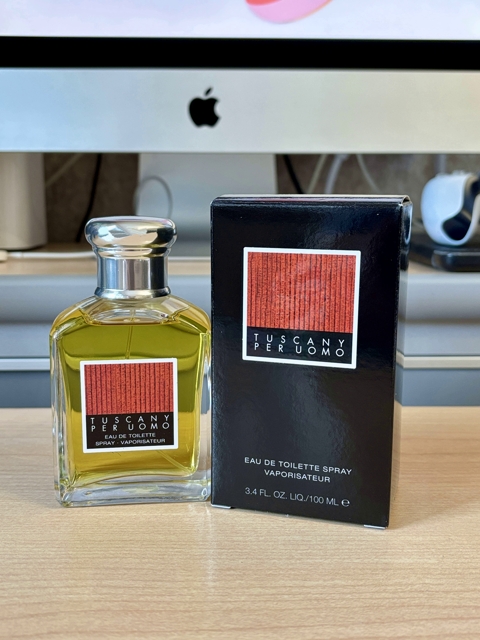 TUSCANY
PER UOMO
EAU DE TOILETTE
SPRAY · VAPORISATEUR
TUSCANY
PER UOMO
EAU DE TOILETTE SPRAY
VAPORISATEUR
3.4 FL. OZ. LIQ./100 ML ℮